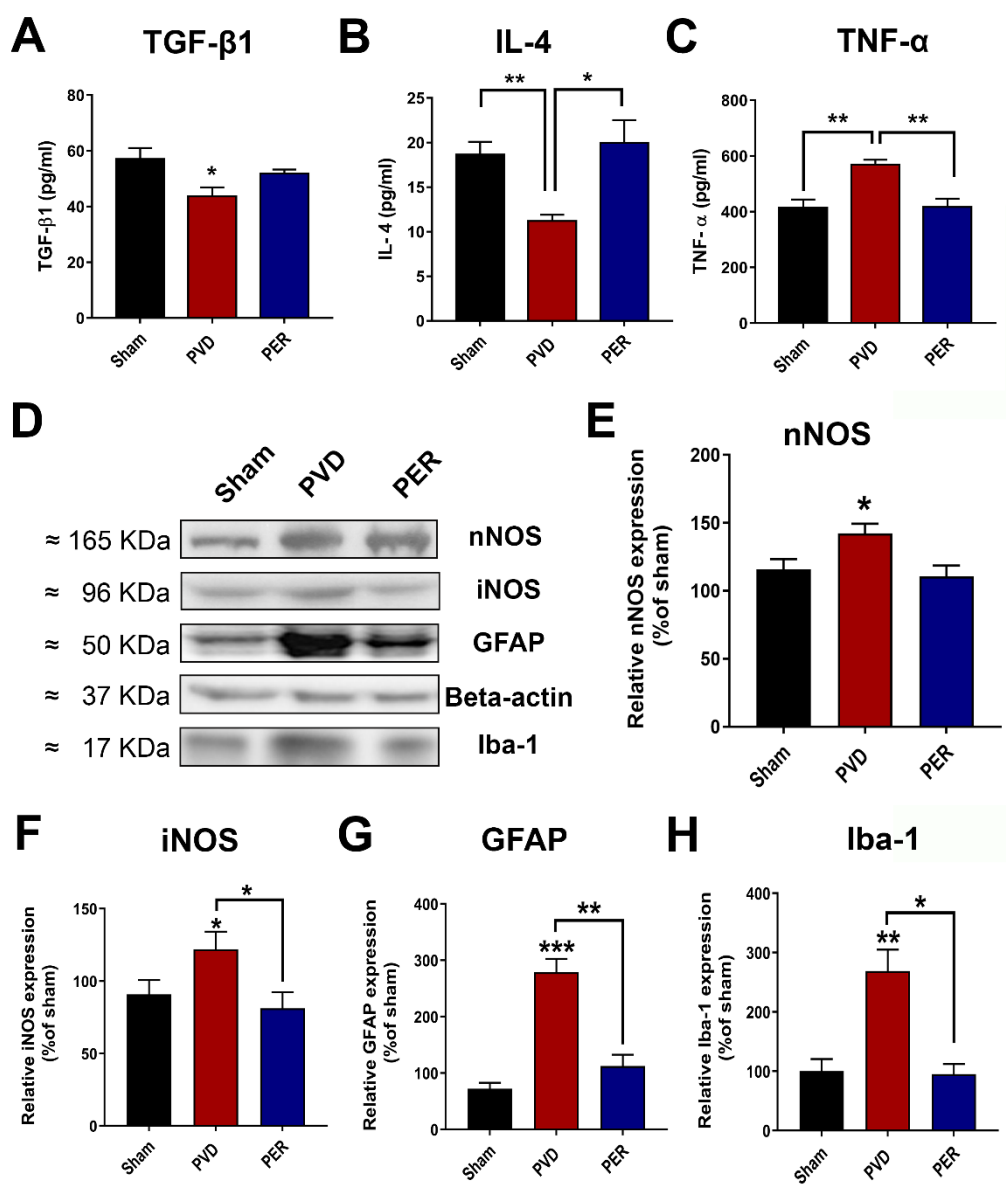 A
TGF-β1
TGF-β1 (pg/ml)
80
60
40
20
0
*
Sham
PVD
PER
B
IL-4
IL- 4 (pg/ml)
25
20
15
10
5
0
**
*
Sham
PVD
PER
C
TNF-α
TNF- α (pg/ml)
800
600
400
200
0
**
**
Sham
PVD
PER
D
Sham
PVD
PER
≈ 165 KDa
nNOS
≈ 96 KDa
iNOS
≈ 50 KDa
GFAP
≈ 37 KDa
Beta-actin
≈ 17 KDa
Iba-1
E
nNOS
Relative nNOS expression
(%of sham)
200
150
100
50
0
*
Sham
PVD
PER
F
iNOS
Relative iNOS expression
(%of sham)
150
100
50
0
*
*
Sham
PVD
PER
G
GFAP
Relative GFAP expression
(%of sham)
400
300
200
100
0
***
**
Sham
PVD
PER
H
Iba-1
Relative Iba-1 expression
(%of sham)
400
300
200
100
0
**
*
Sham
PVD
PER